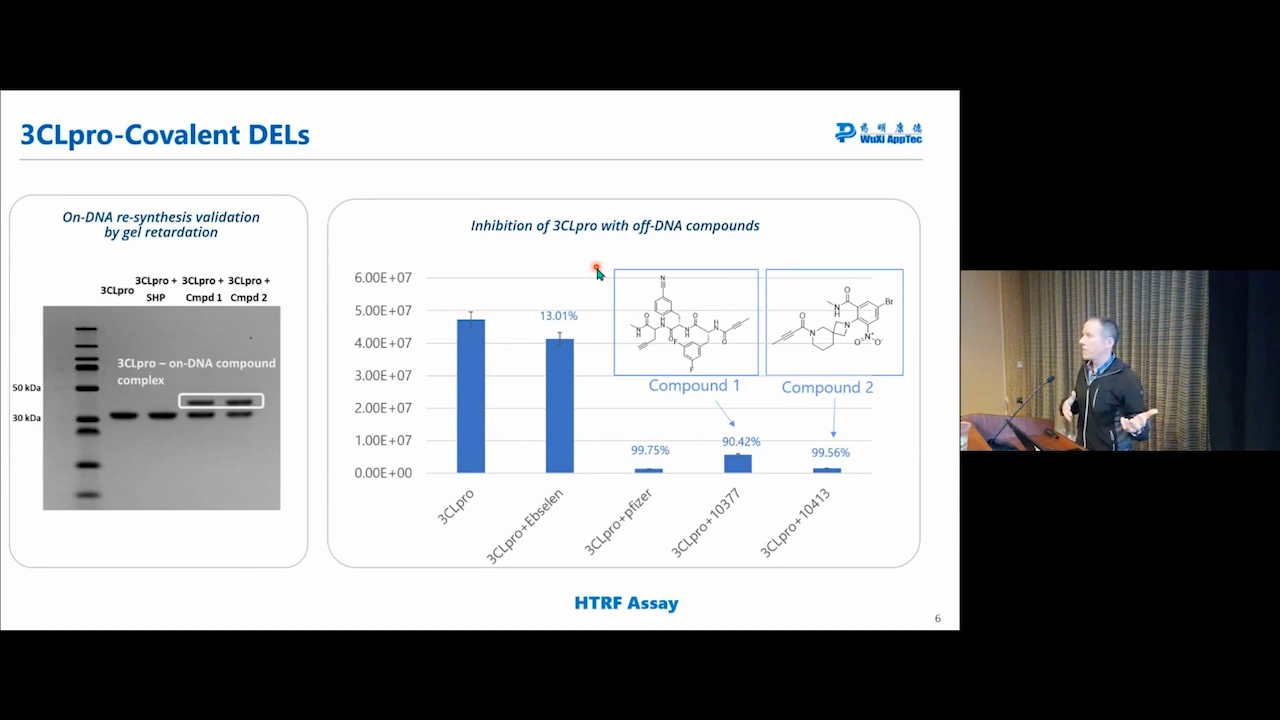 3CLpro-Covalent DELs
药明康德
WuXi AppTec
On-DNA re-synthesis validation
by gel retardation
3CLpro
3CLpro +
SHP
3CLpro +
Cmpd 1
3CLpro +
Cmpd 2
3CLpro – on-DNA compound
complex
50 kDa
30 kDa
Inhibition of 3CLpro with off-DNA compounds
6.00E+07
5.00E+07
4.00E+07
3.00E+07
2.00E+07
1.00E+07
0.00E+00
13.01%
99.75%
90.42%
99.56%
Compound 1
Compound 2
3CLpro
3CLpro+Ebselen
3CLpro+pfizer
3CLpro+10377
3CLpro+10413
HTRF Assay
6